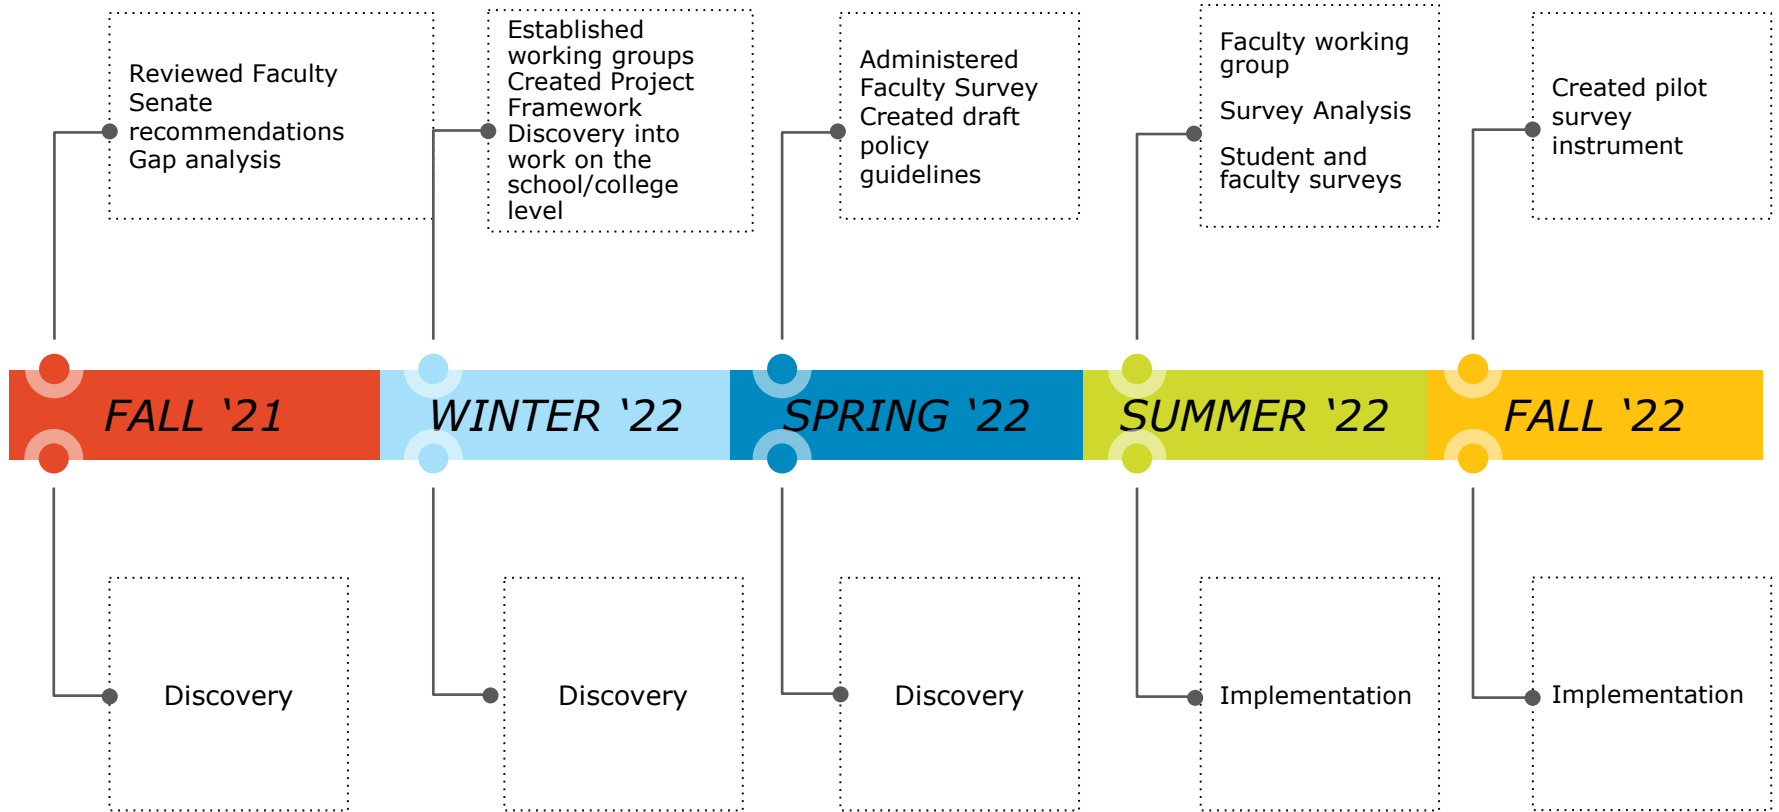 Reviewed Faculty
Senate
recommendations
Gap analysis
Established
working groups
Created Project
Framework
Discovery into
work on the
school/college
level
Administered
Faculty Survey
Created draft
policy
guidelines
Faculty working
group
Survey Analysis
Student and
faculty surveys
Created pilot
survey
instrument
FALL ‘21
WINTER ‘22
SPRING ‘22
SUMMER ‘22
FALL ‘22
Discovery
Discovery
Discovery
Implementation
Implementation